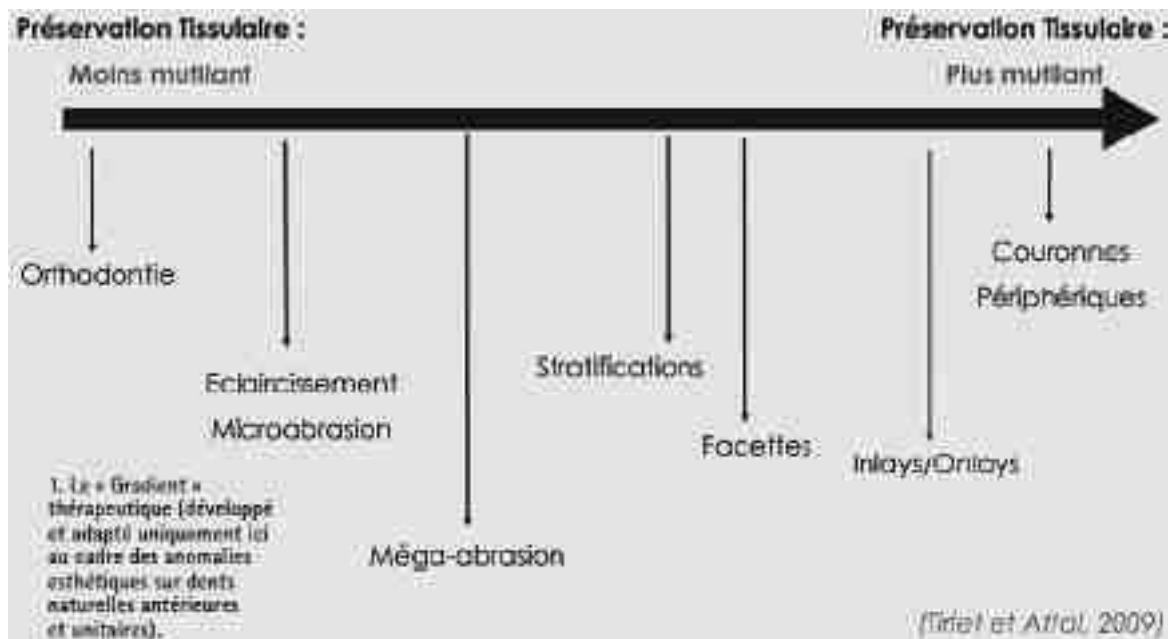 Préservation Tissulaire :
Moins mutilant
Préservation Tissulaire :
Plus mutilant
Orthodontie
Eclaircissement
Microabrasion
Méga-abrasion
Stratifications
Facettes
Inlays/Onlays
Couronnes
Périphériques
1. Le « Gradient »
thérapeutique (développé
et adapté uniquement ici
au cadre des anomalies
esthétiques sur dents
naturelles antérieures
et unitaires).
(Tirlet et Attal, 2009)